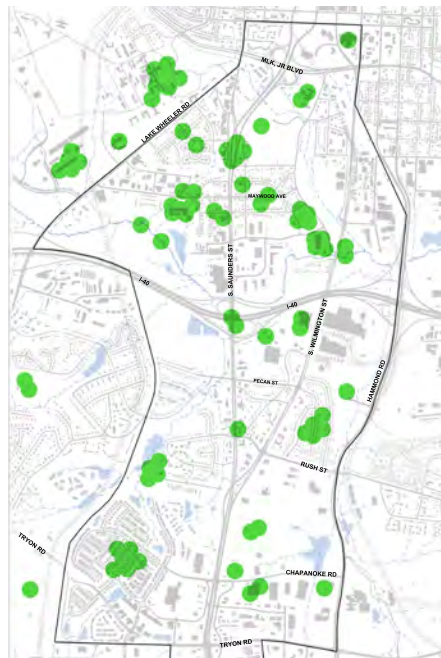 MLK. JR BLVD
LAKE WHEELER RD
MAYWOOD AVE
S. SAUNDERS ST
I-40
I-40
S. WILMINGTON ST
HAMMOND RD
PECAN ST
RUSH ST
TRYON RD
CHAPANOKE RD
TRYON RD